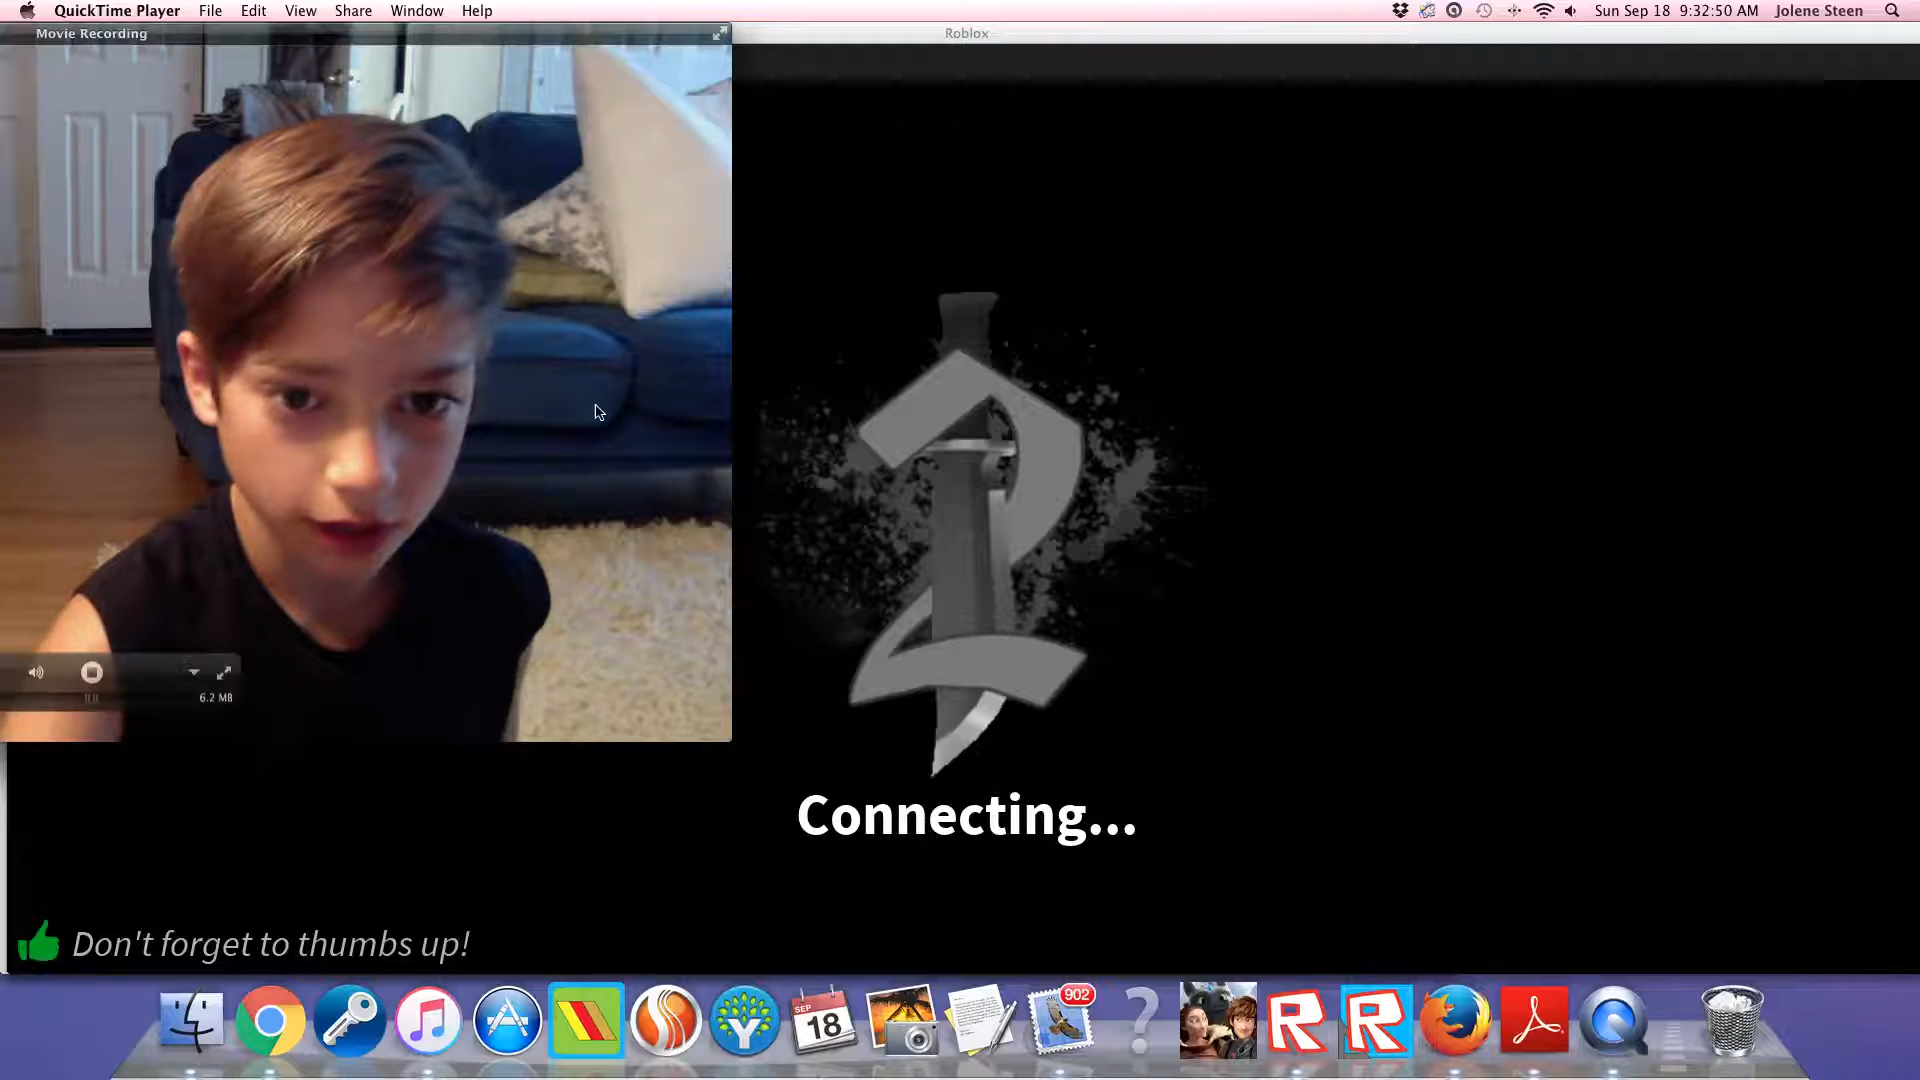 QuickTime Player File Edit View Share Window Help Sun Sep 18 9:32:50 AM Jolene Steen
Movie Recording
Roblox
6.2 MB
2
Connecting...
Don't forget to thumbs up!
SEP
18
902
?